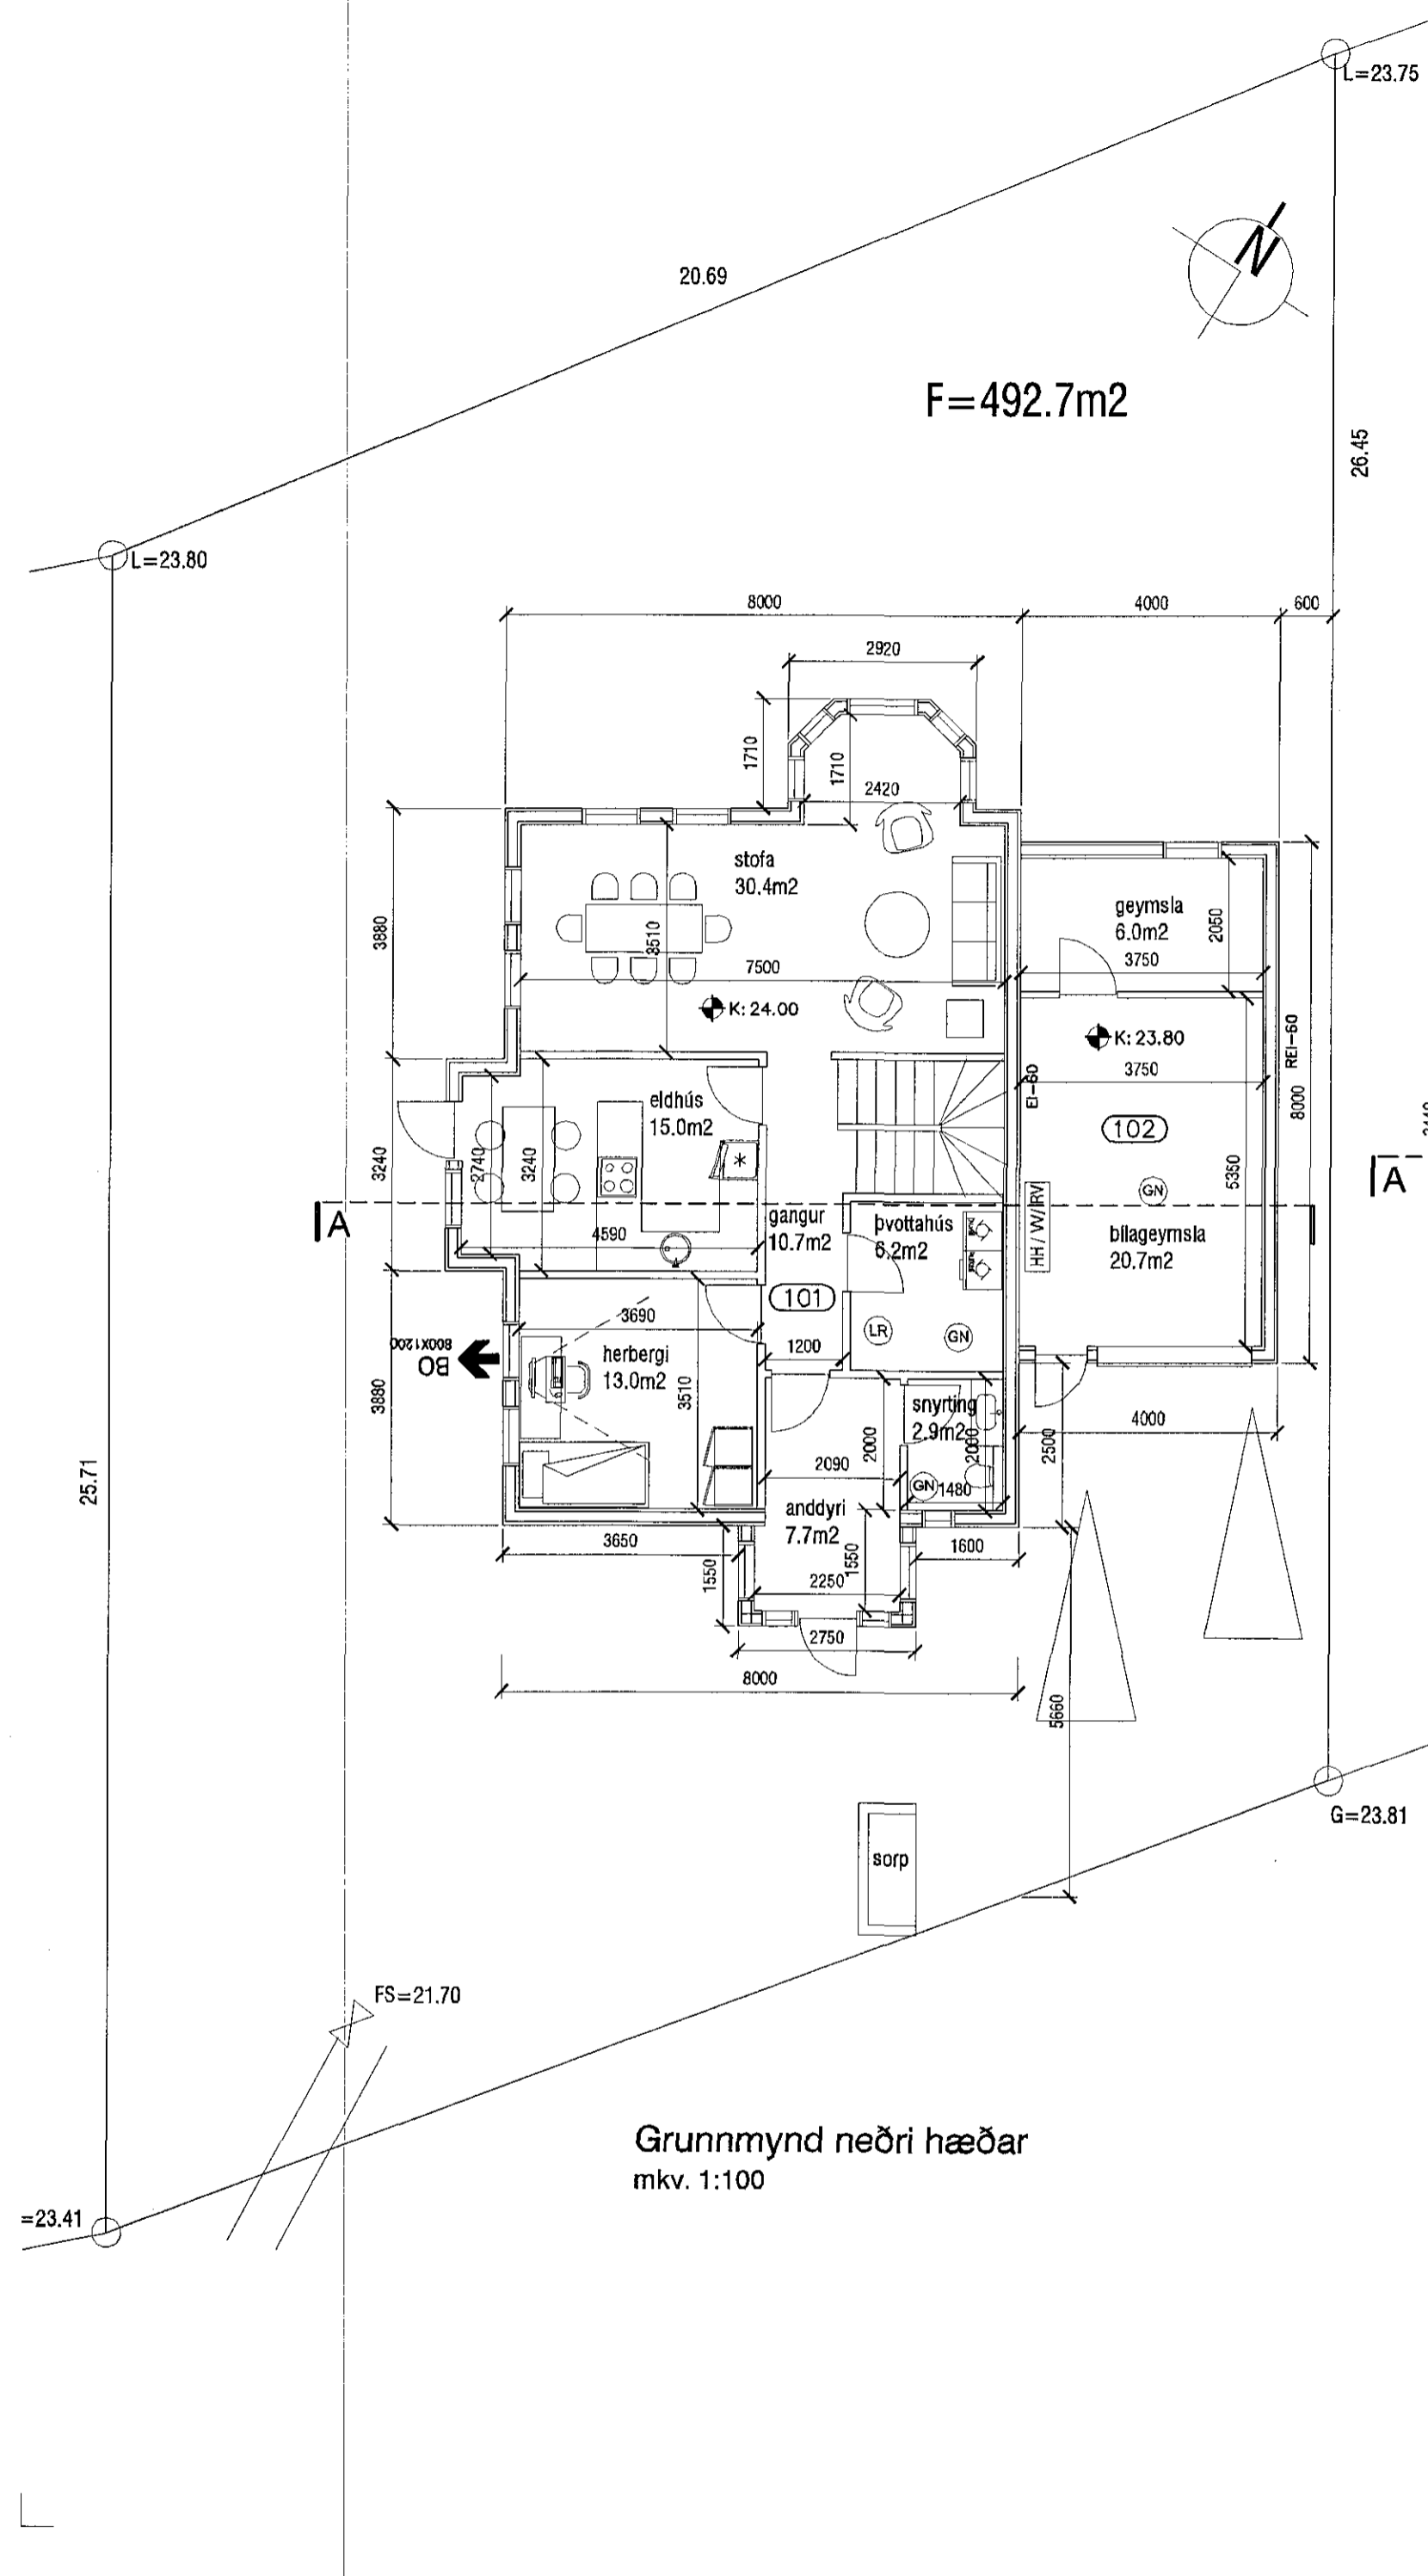 L=23.75
N
20.69
F=492.7m2
26.45
L=23.80
8000
4000
600
2920
1710
1710
2420
stofa
30.4m2
geymsla
6.0m2
2050
3880
3510
7500
3750
K: 24.00
K: 23.80
REI-60
3750
EI-60
8000
eldhús
15.0m2
102
3240
2740
3240
*
5350
A
A
GN
gangur
10.7m2
þvottahús
6.2m2
HH / W/IRV
bílageymsla
20.7m2
4590
101
3690
LR
GN
800X1200
BO
1200
herbergi
13.0m2
3510
3880
snyrting
2.9m2
2000
2000
4000
2500
2090
GN
1480
25.71
anddyri
7.7m2
3650
1550
1550
1600
2250
2750
8000
5660
G=23.81
sorp
FS=21.70
Grunnmynd neðri hæðar
mkv. 1:100
=23.41